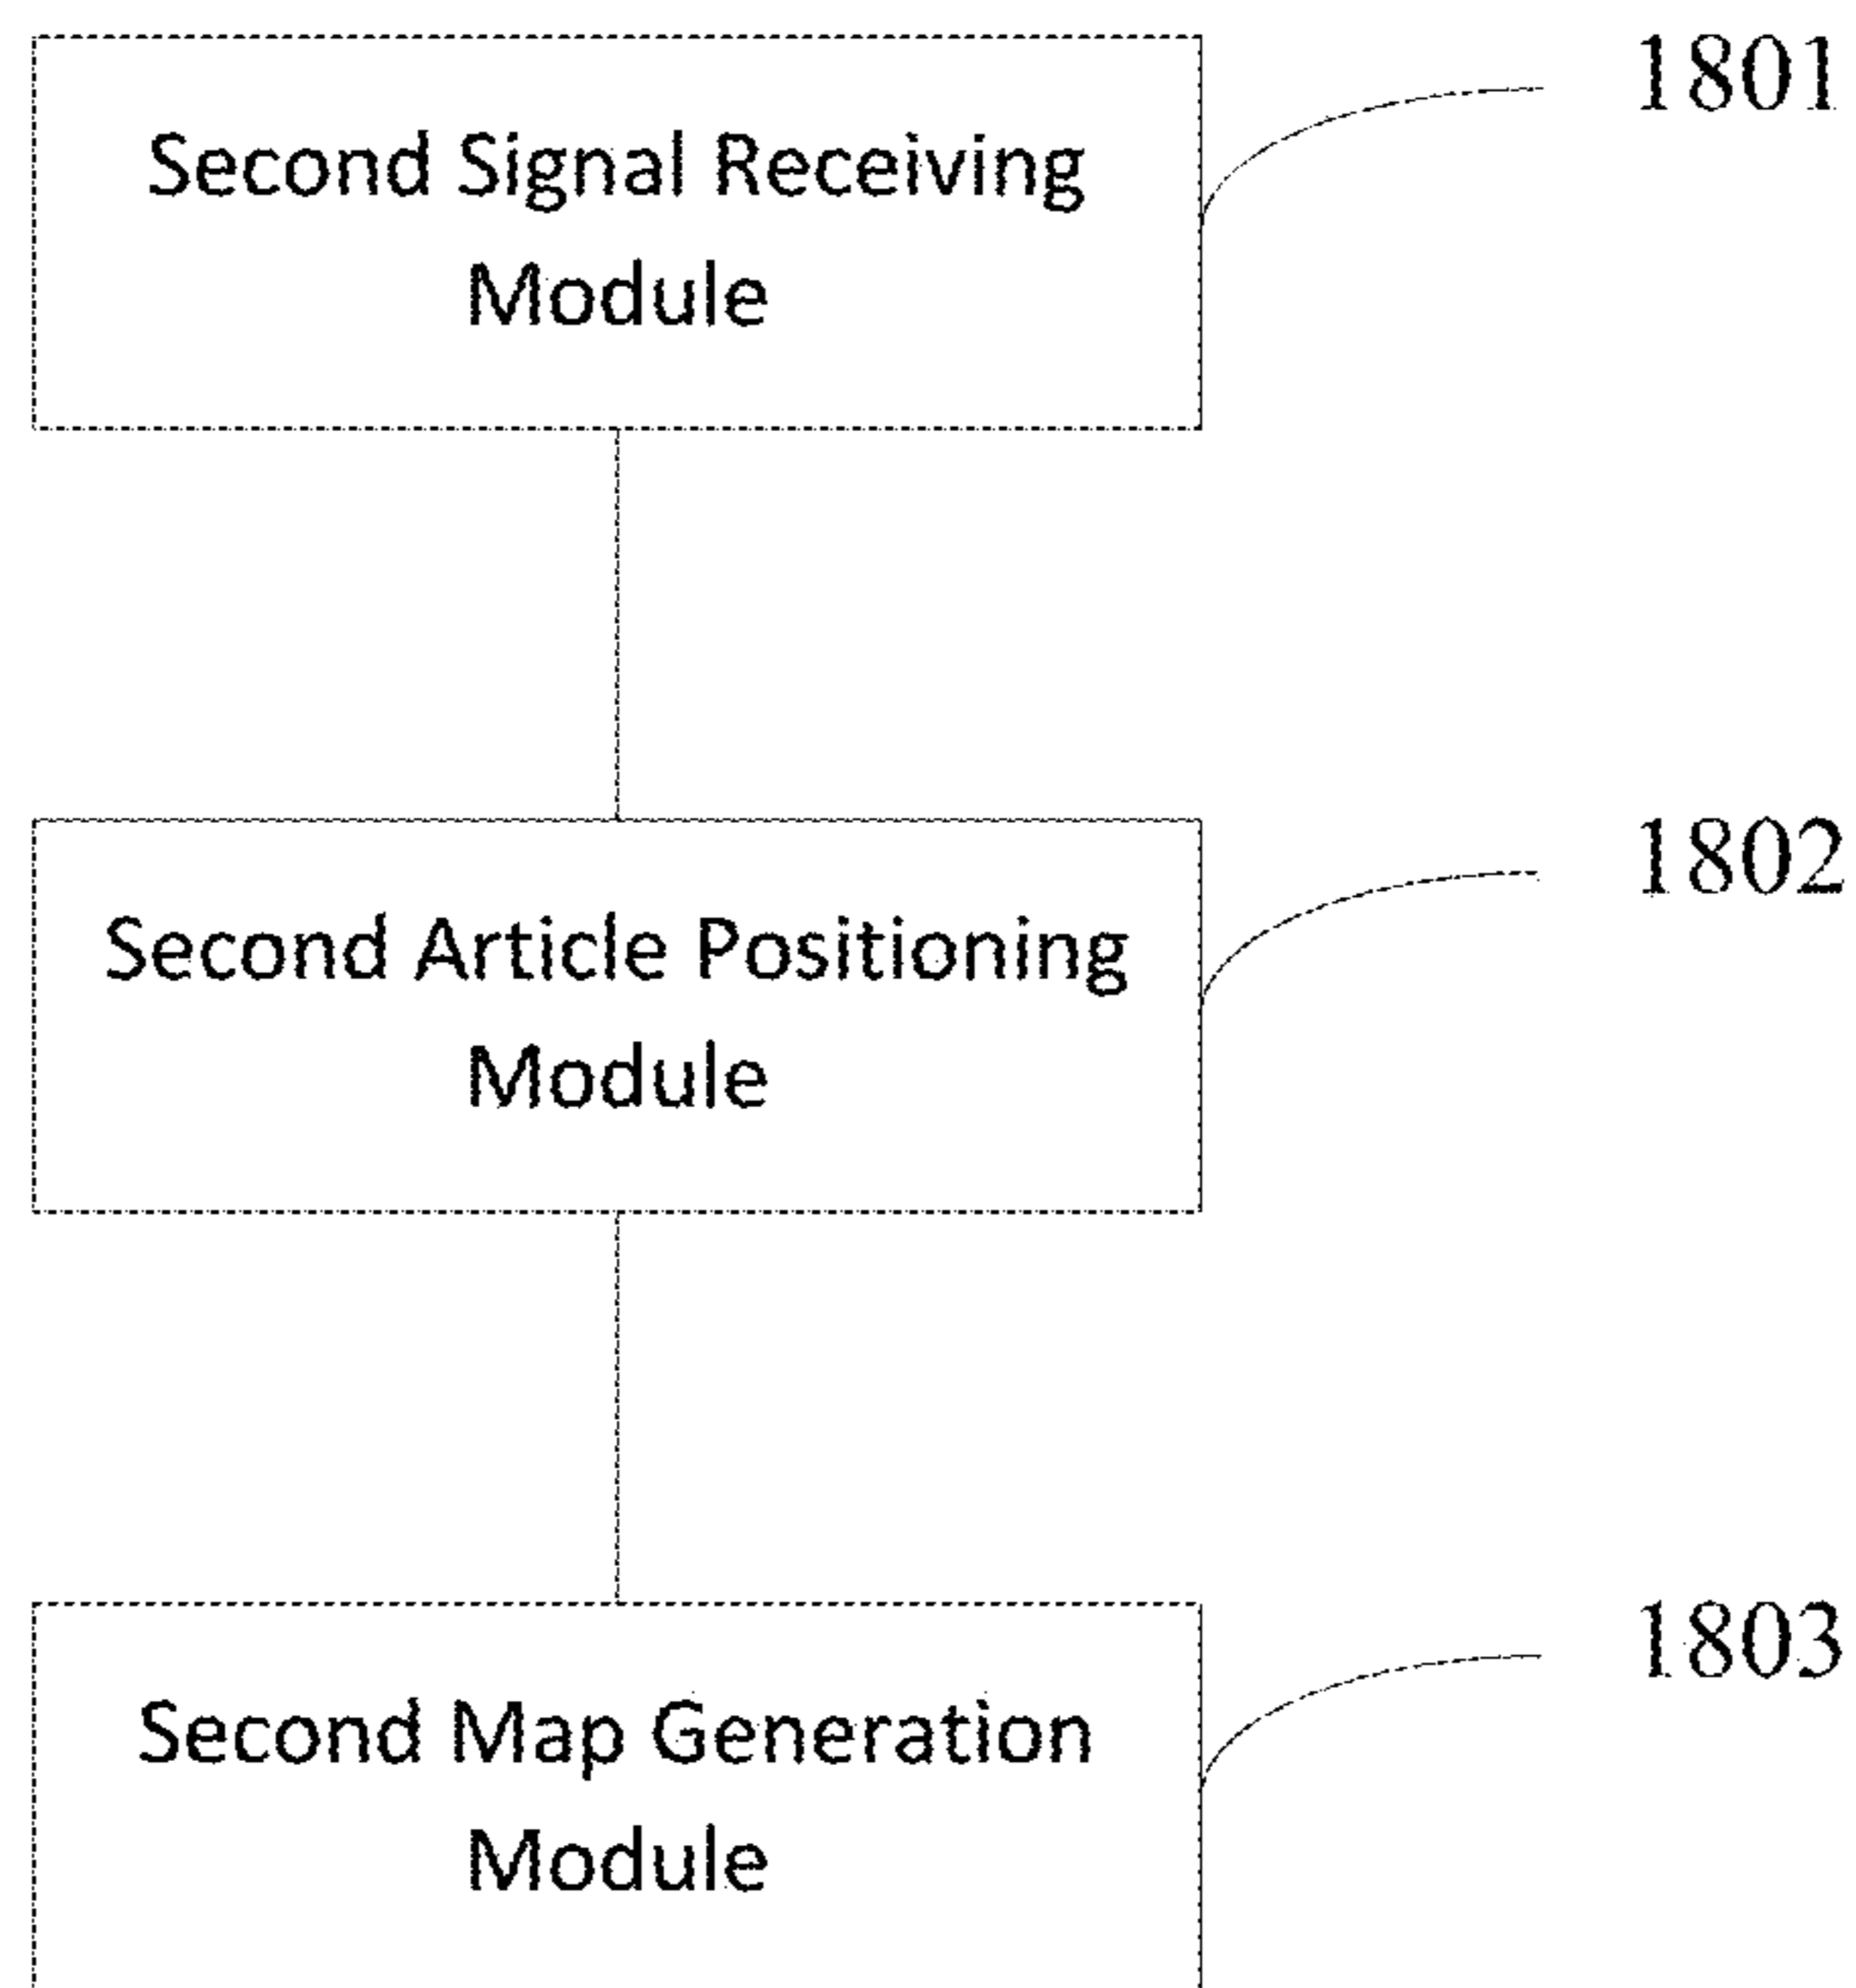 1801
Second Signal Receiving
Module
1802
Second Article Positioning
Module
1803
Second Map Generation
Module